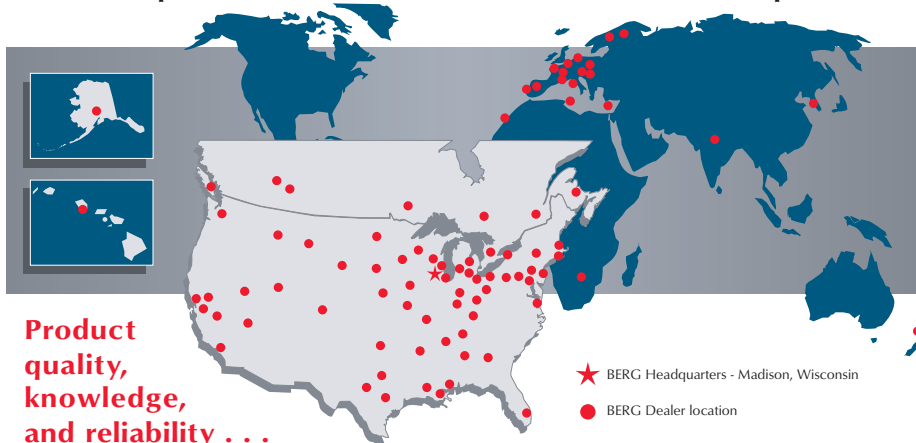 Product
quality,
knowledge,
and reliability . . .
BERG Headquarters - Madison, Wisconsin
BERG Dealer location